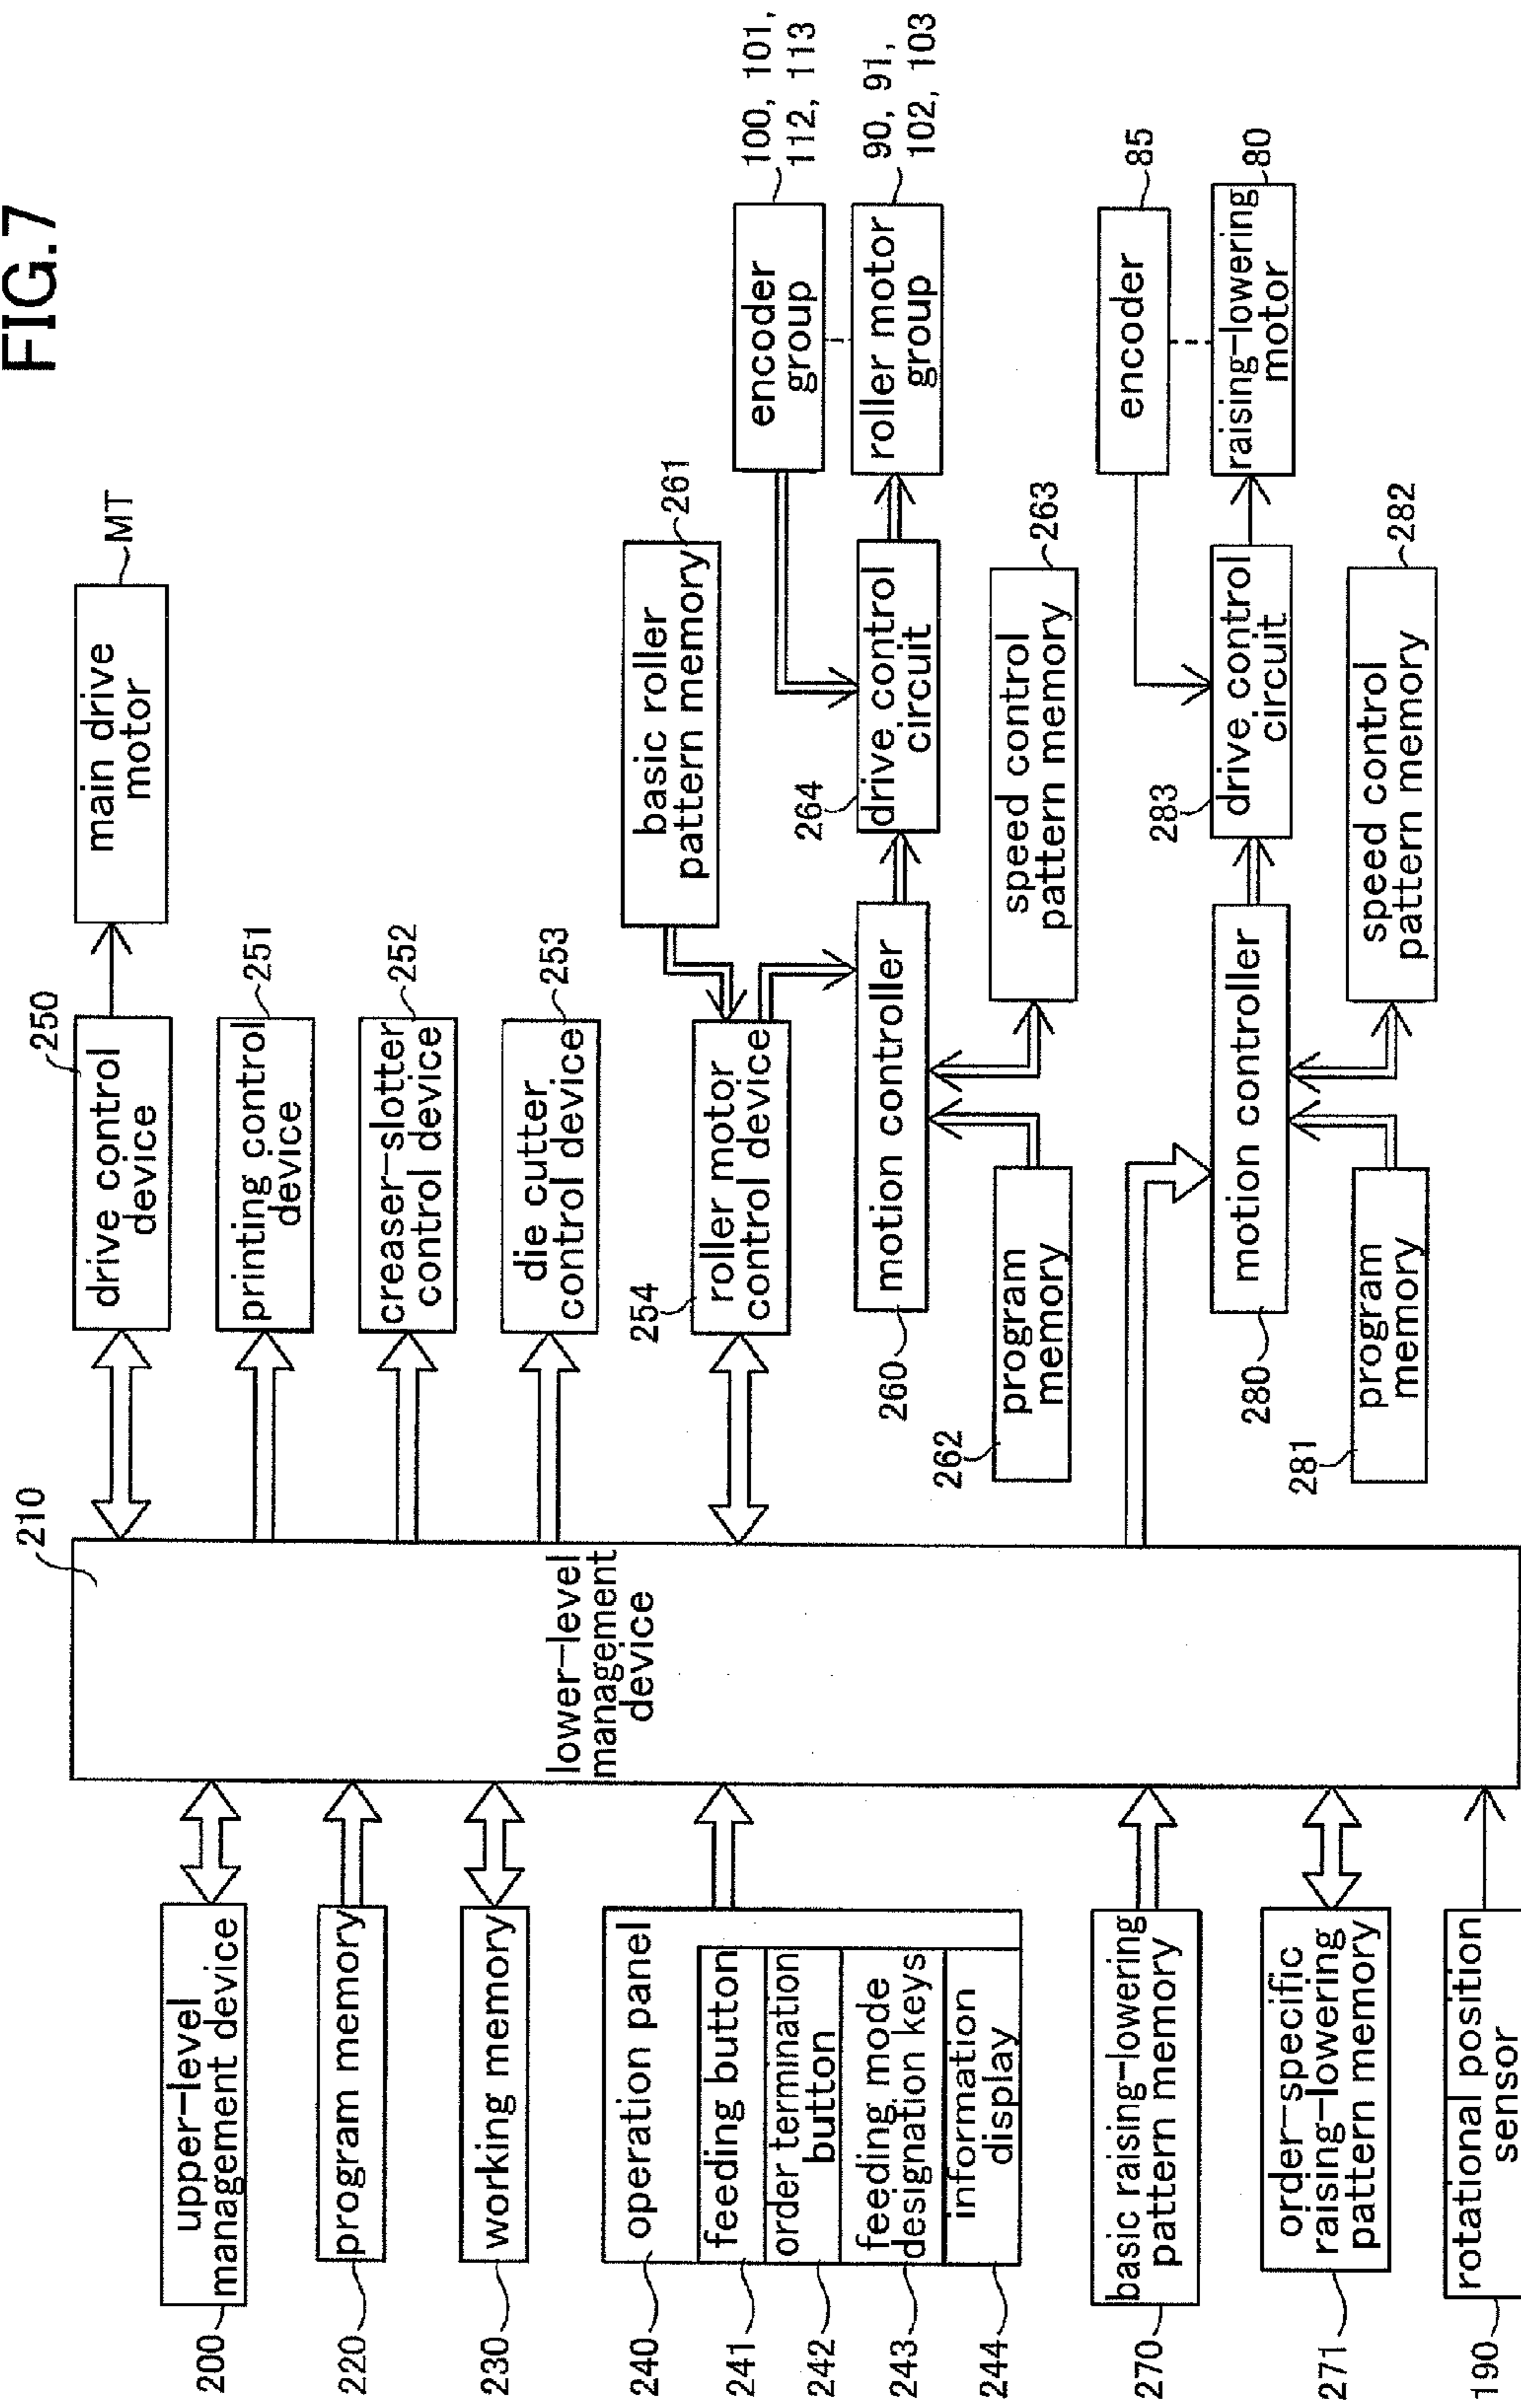 FIG.7
200
upper-level
management device
220
program memory
230
working memory
240
operation panel
241
feeding button
242
order termination
button
243
feeding mode
designation keys
244
information
display
270
basic raising-lowering
pattern memory
271
order-specific
raising-lowering
pattern memory
190
rotational position
sensor
210
lower-level
management
device
250
drive control
device
MT
main drive
motor
251
printing control
device
252
creaser-slotter
control device
253
die cutter
control device
254
roller motor
control device
261
basic roller
pattern memory
260
motion controller
262
program
memory
263
speed control
pattern memory
264
drive control
circuit
100, 101,
112, 113
encoder
group
90, 91,
102, 103
roller motor
group
280
motion controller
281
program
memory
282
speed control
pattern memory
283
drive control
circuit
85
encoder
80
raising-lowering
motor